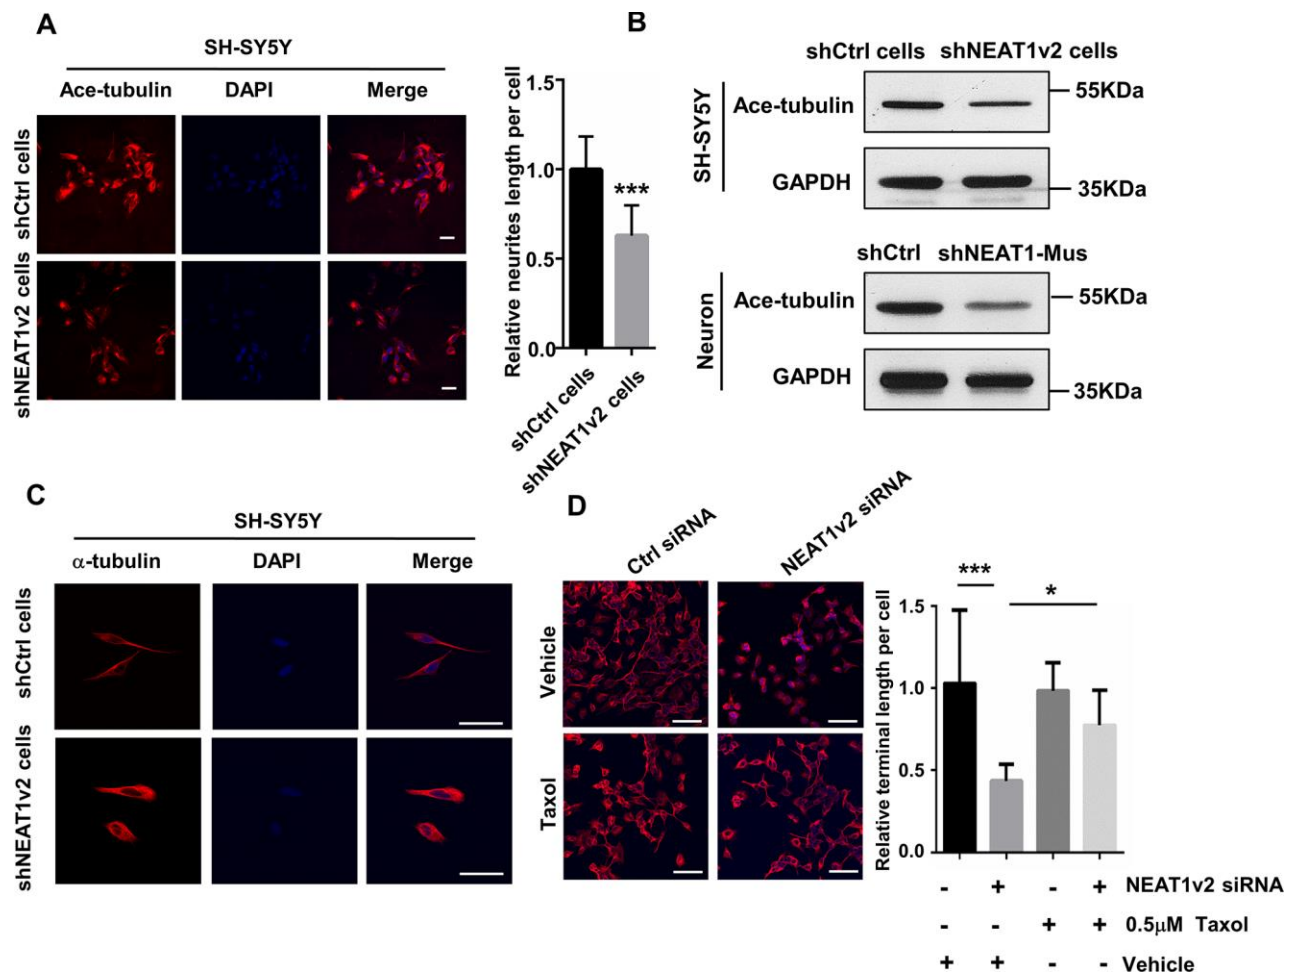 A
SH-SY5Y
Ace-tubulin DAPI Merge
shCtrl cells
shNEAT1v2 cells
Relative neurites length per cell
1.5
1.0
0.5
0.0
***
shCtrl cells
shNEAT1v2 cells
B
shCtrl cells shNEAT1v2 cells
SH-SY5Y
Ace-tubulin
55KDa
GAPDH
35KDa
shCtrl shNEAT1-Mus
Neuron
Ace-tubulin
55KDa
GAPDH
35KDa
C
SH-SY5Y
α-tubulin DAPI Merge
shCtrl cells
shNEAT1v2 cells
D
Ctrl siRNA
NEAT1v2 siRNA
Vehicle
Taxol
Relative terminal length per cell
1.5
1.0
0.5
0.0
***
*
- + - + NEAT1v2 siRNA
- - + + 0.5μM Taxol
+ + - - Vehicle